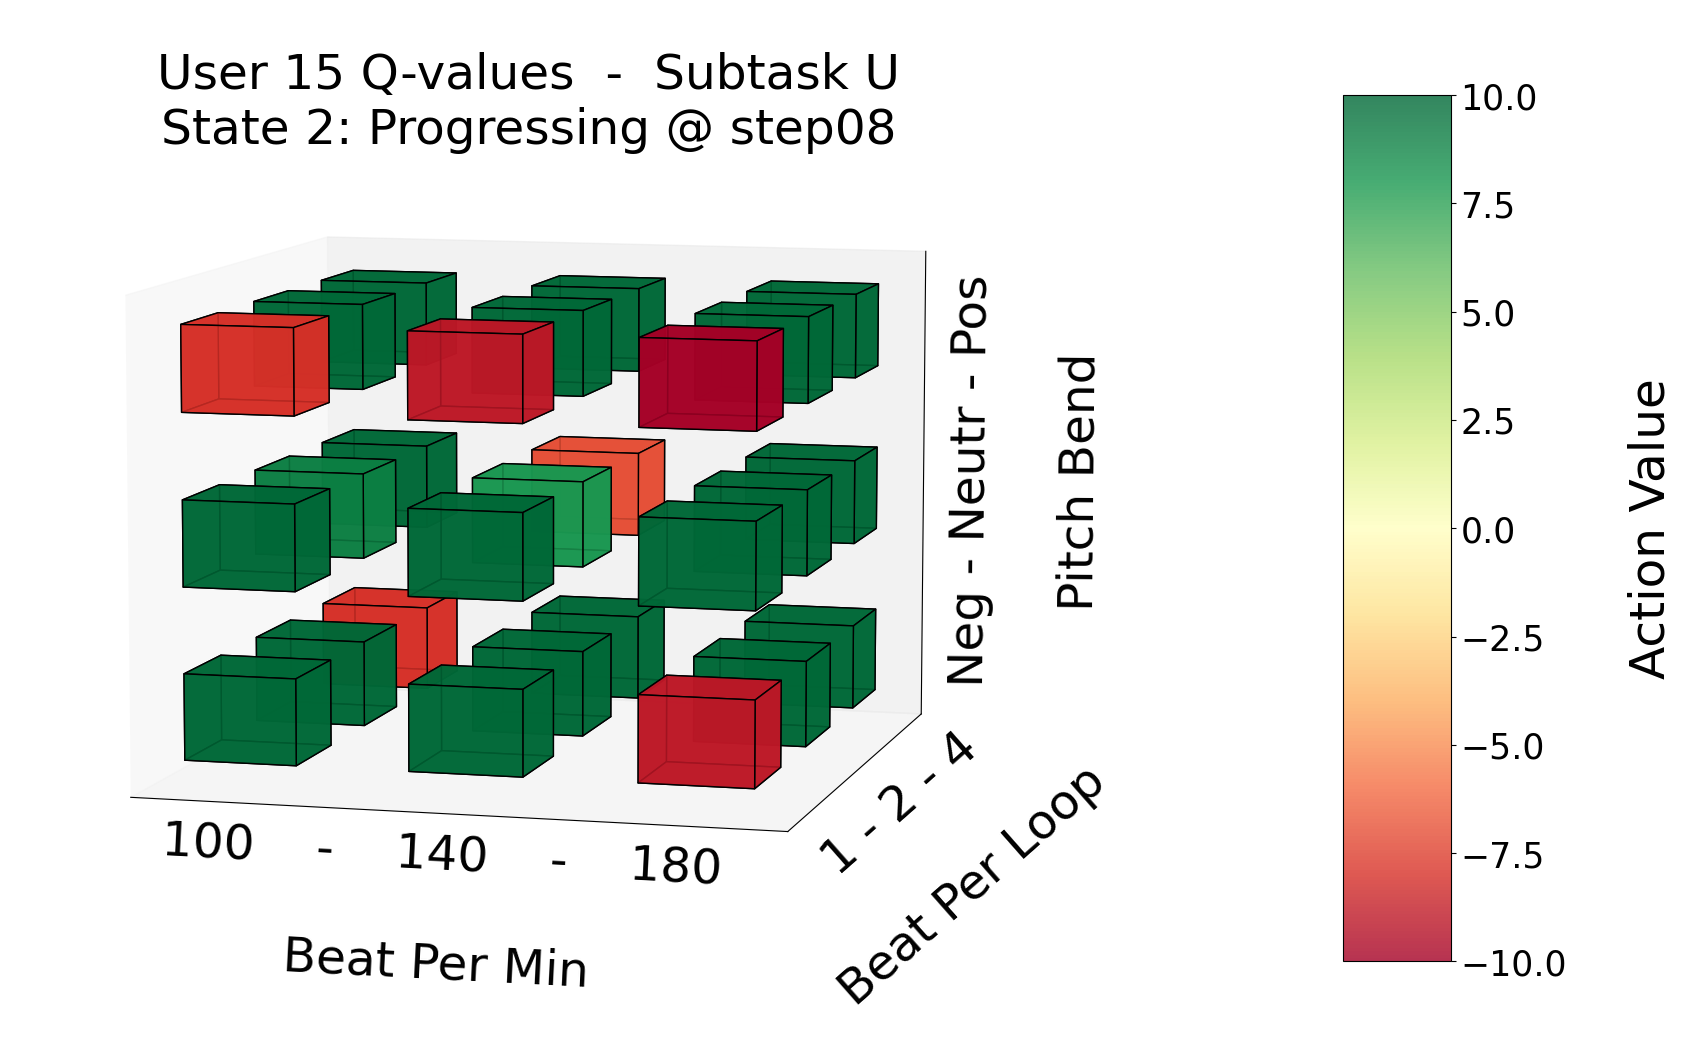 User 15 Q-values - Subtask U
State 2: Progressing @ step08
100 - 140 - 180
Beat Per Min
1 - 2 - 4
Beat Per Loop
Neg - Neutr - Pos
Pitch Bend
10.0
7.5
5.0
2.5
0.0
−2.5
−5.0
−7.5
−10.0
Action Value